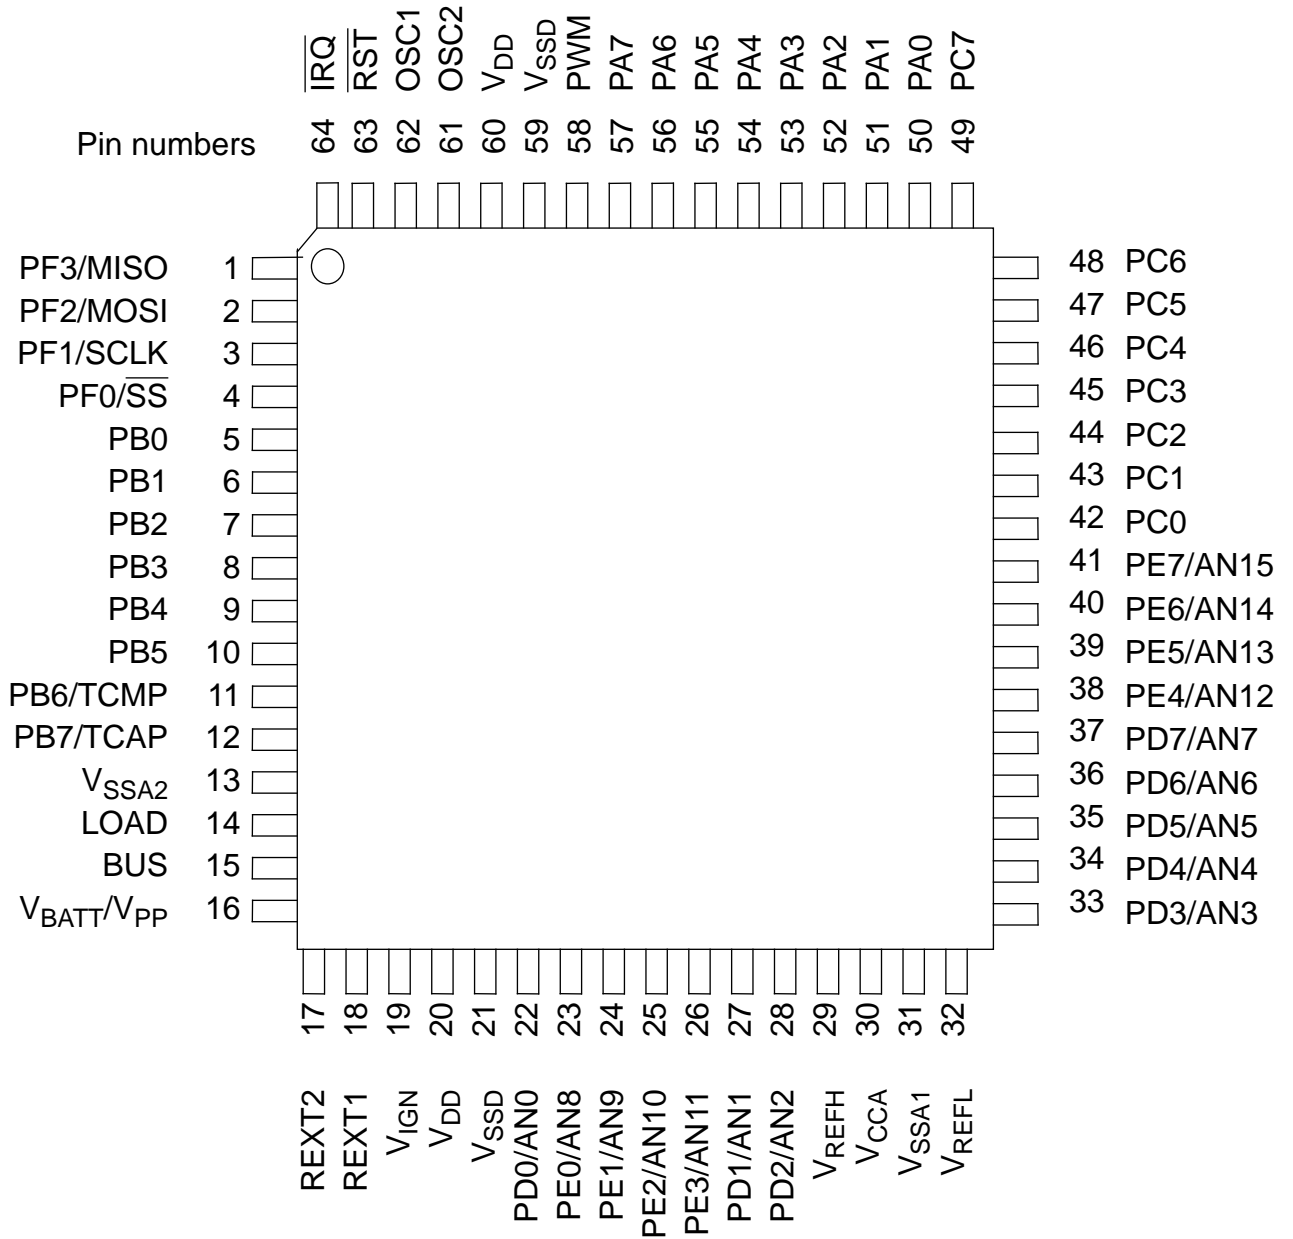 IRQ RST OSC1 OSC2 VDD VSSD PWM PA7 PA6 PA5 PA4 PA3 PA2 PA1 PA0 PC7
Pin numbers 64 63 62 61 60 59 58 57 56 55 54 53 52 51 50 49
PF3/MISO 1 48 PC6
PF2/MOSI 2 47 PC5
PF1/SCLK 3 46 PC4
PF0/SS 4 45 PC3
PB0 5 44 PC2
PB1 6 43 PC1
PB2 7 42 PC0
PB3 8 41 PE7/AN15
PB4 9 40 PE6/AN14
PB5 10 39 PE5/AN13
PB6/TCMP 11 38 PE4/AN12
PB7/TCAP 12 37 PD7/AN7
VSSA2 13 36 PD6/AN6
LOAD 14 35 PD5/AN5
BUS 15 34 PD4/AN4
VBATT/VPP 16 33 PD3/AN3
17 18 19 20 21 22 23 24 25 26 27 28 29 30 31 32
REXT2 REXT1 VIGN VDD VSSD PD0/AN0 PE0/AN8 PE1/AN9 PE2/AN10 PE3/AN11 PD1/AN1 PD2/AN2 VREFH VCCA VSSA1 VREFL